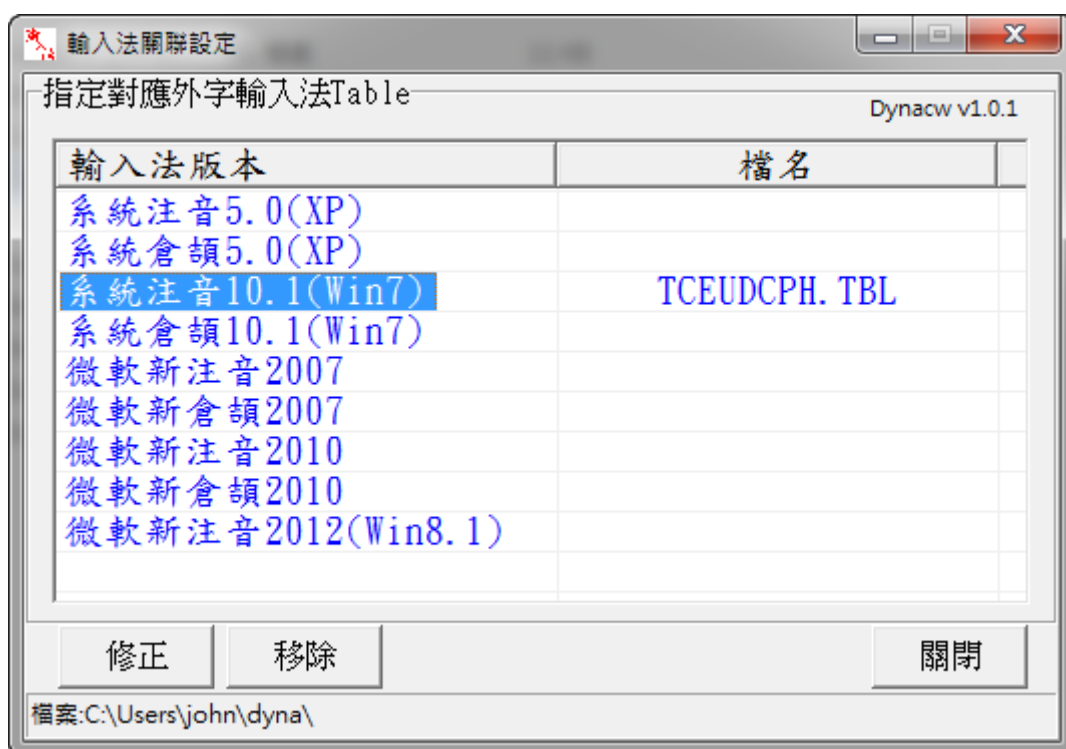 輸入法關聯設定
指定對應外字輸入法Table
Dynacw v1.0.1
輸入法版本 檔名
系統注音5.0(XP)
系統倉頡5.0(XP)
系統注音10.1(Win7) TCEUDCPH.TBL
系統倉頡10.1(Win7)
微軟新注音2007
微軟新倉頡2007
微軟新注音2010
微軟新倉頡2010
微軟新注音2012(Win8.1)
修正 移除 關閉
檔案:C:\Users\john\dyna\